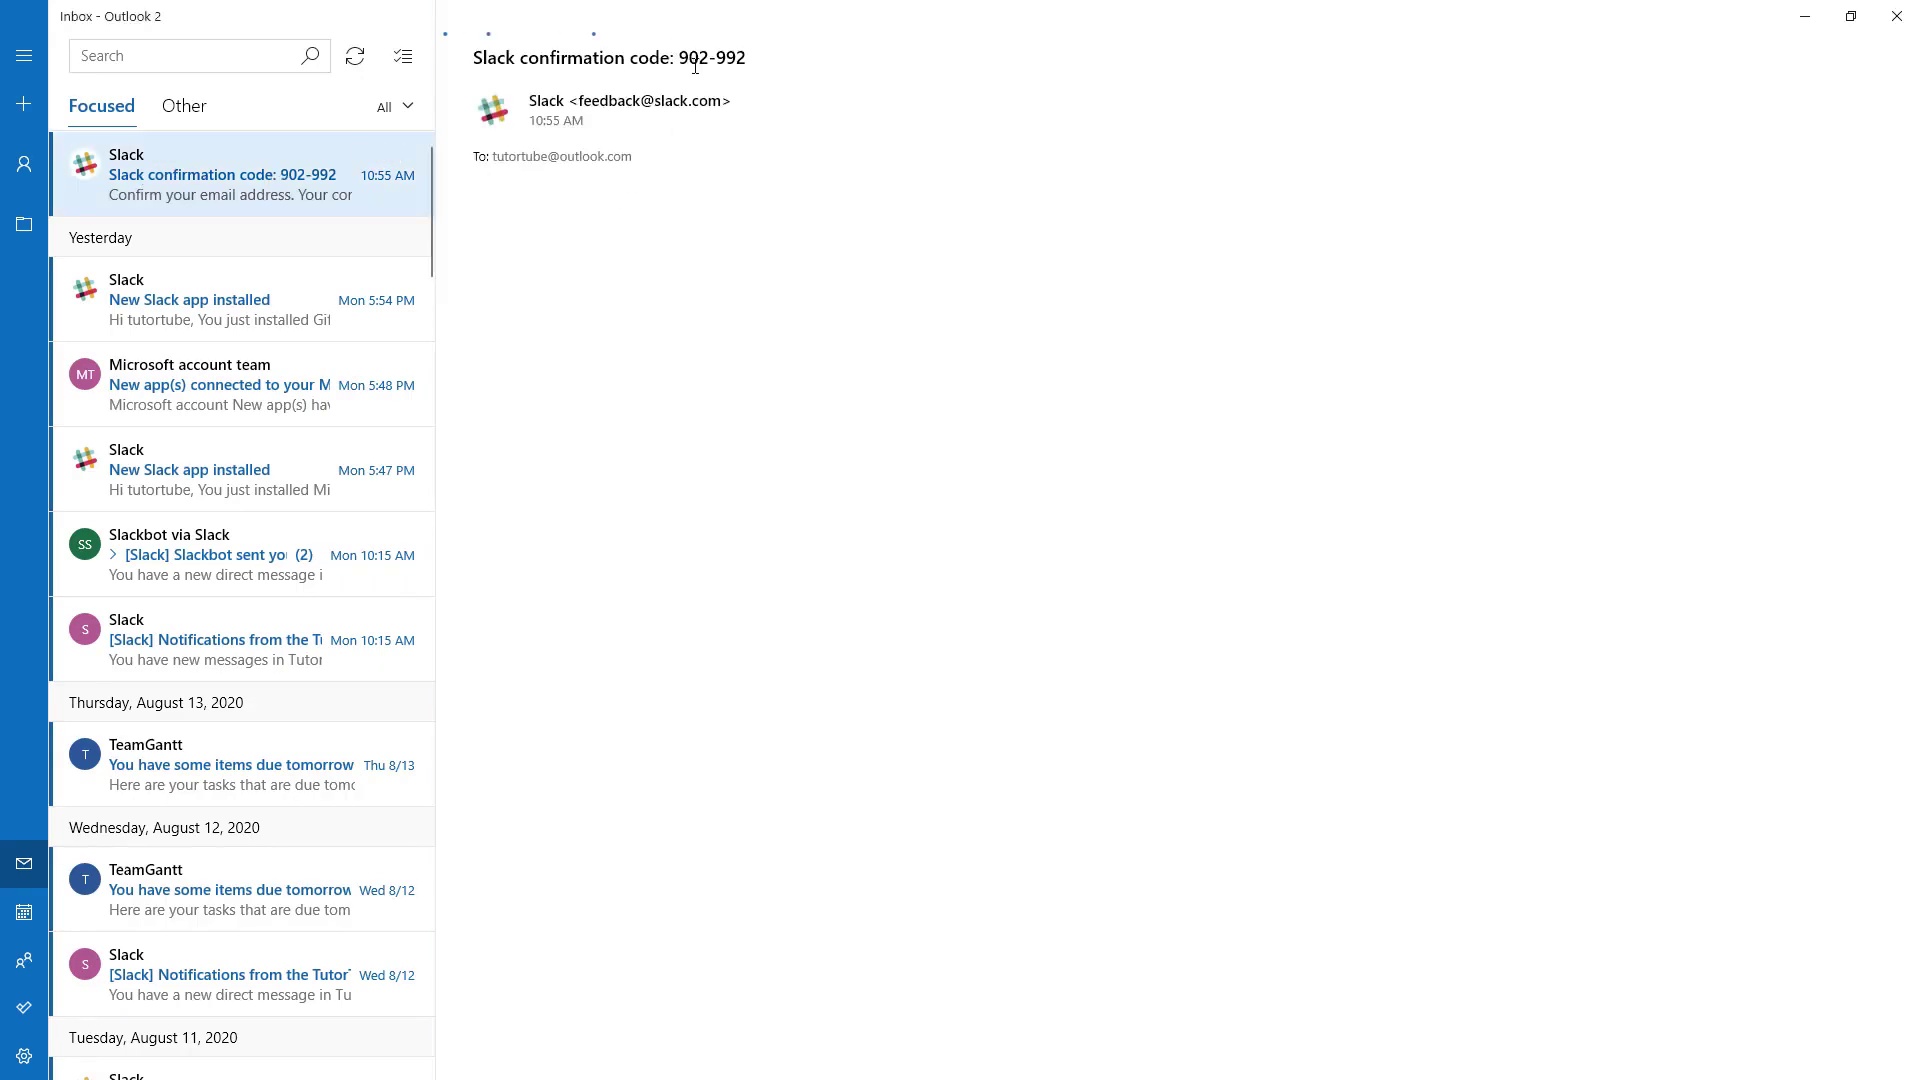 Inbox - Outlook 2
Search
Focused
Other
All
Slack
Slack confirmation code: 902-992
10:55 AM
Confirm your email address. Your cor
Yesterday
Slack
New Slack app installed
Mon 5:54 PM
Hi tutortube, You just installed Git
MT
Microsoft account team
New app(s) connected to your M
Mon 5:48 PM
Microsoft account New app(s) hav
Slack
New Slack app installed
Mon 5:47 PM
Hi tutortube, You just installed Mi
SS
Slackbot via Slack
[Slack] Slackbot sent yo (2)
Mon 10:15 AM
You have a new direct message i
S
Slack
[Slack] Notifications from the T
Mon 10:15 AM
You have new messages in Tutor
Thursday, August 13, 2020
T
TeamGantt
You have some items due tomorrow
Thu 8/13
Here are your tasks that are due tomo
Wednesday, August 12, 2020
T
TeamGantt
You have some items due tomorrow
Wed 8/12
Here are your tasks that are due tom
S
Slack
[Slack] Notifications from the Tutor
Wed 8/12
You have a new direct message in Tu
Tuesday, August 11, 2020
Slack
Slack confirmation code: 902-992
Slack <feedback@slack.com>
10:55 AM
To: tutortube@outlook.com